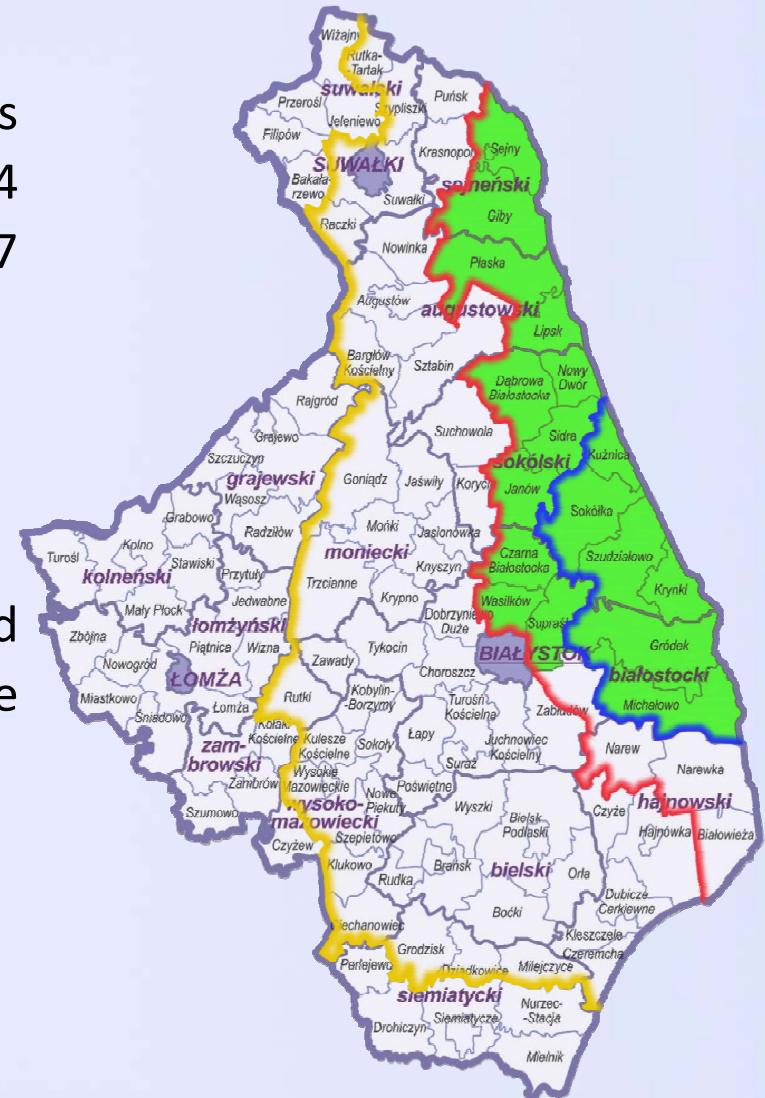 s
4
7
d
e
Wiżajny
Rutka-
Tartak
suwalski
Puńsk
Przerośl
Szypliszki
Jeleniewo
Filipów
Krasnopol
Sejny
SUWAŁKI
Bakała-
rzewo
sejneński
Suwałki
Giby
Raczki
Nowinka
Płaska
Augustów
augustowski
Lipsk
Bargłów
Kościelny
Sztabin
Nowy
Dwór
Dąbrowa
Białostocka
Rajgród
Grajewo
Suchowola
Sidra
Kuźnica
Szczuczyn
sokólski
grajewski
Goniądz
Jaświły
Janów
Wąsosz
Sokółka
Grabowo
Mońki
Jasionówka
Radziłów
Kolno
moniecki
Czarna
Białostocka
Szudziałowo
Turośl
Stawiski
Knyszyn
kolneński
Przytuły
Trzcianne
Krynki
Jedwabne
Krypno
Wasilków
Mały Płock
Dobrzyniewo
Duże
Supraśl
łomżyński
Zbójna
Piątnica
Wizna
Tykocin
Gródek
Nowogród
Zawady
BIAŁYSTOK
ŁOMŻA
Choroszcz
białostocki
Miastkowo
Rutki
Kobylin-
-Borzymy
Łomża
Turośń
Kościelna
Zabłudów
Michałowo
Śniadowo
Kołaki
Kościelne
Kulesze
Kościelne
Sokoły
Łapy
Juchnowiec
Kościelny
Narew
zam-
browski
Suraż
Narewka
Wysokie
Mazowieckie
Zambrów
Nowe
Piekuty
Poświętne
wysoko-
mazowiecki
Wyszki
Czyże
hajnowski
Szumowo
Bielsk
Podlaski
Hajnówka
Białowieża
Szepietowo
Czyżew
Klukowo
Brańsk
bielski
Orla
Rudka
Dubicze
Cerkiewne
Boćki
Ciechanowiec
Kleszczele
Grodzisk
Czeremcha
Perlejewo
Dziadkowice
Milejczyce
siemiatycki
Nurzec-
-Stacja
Siemiatycze
Drohiczyn
Mielnik